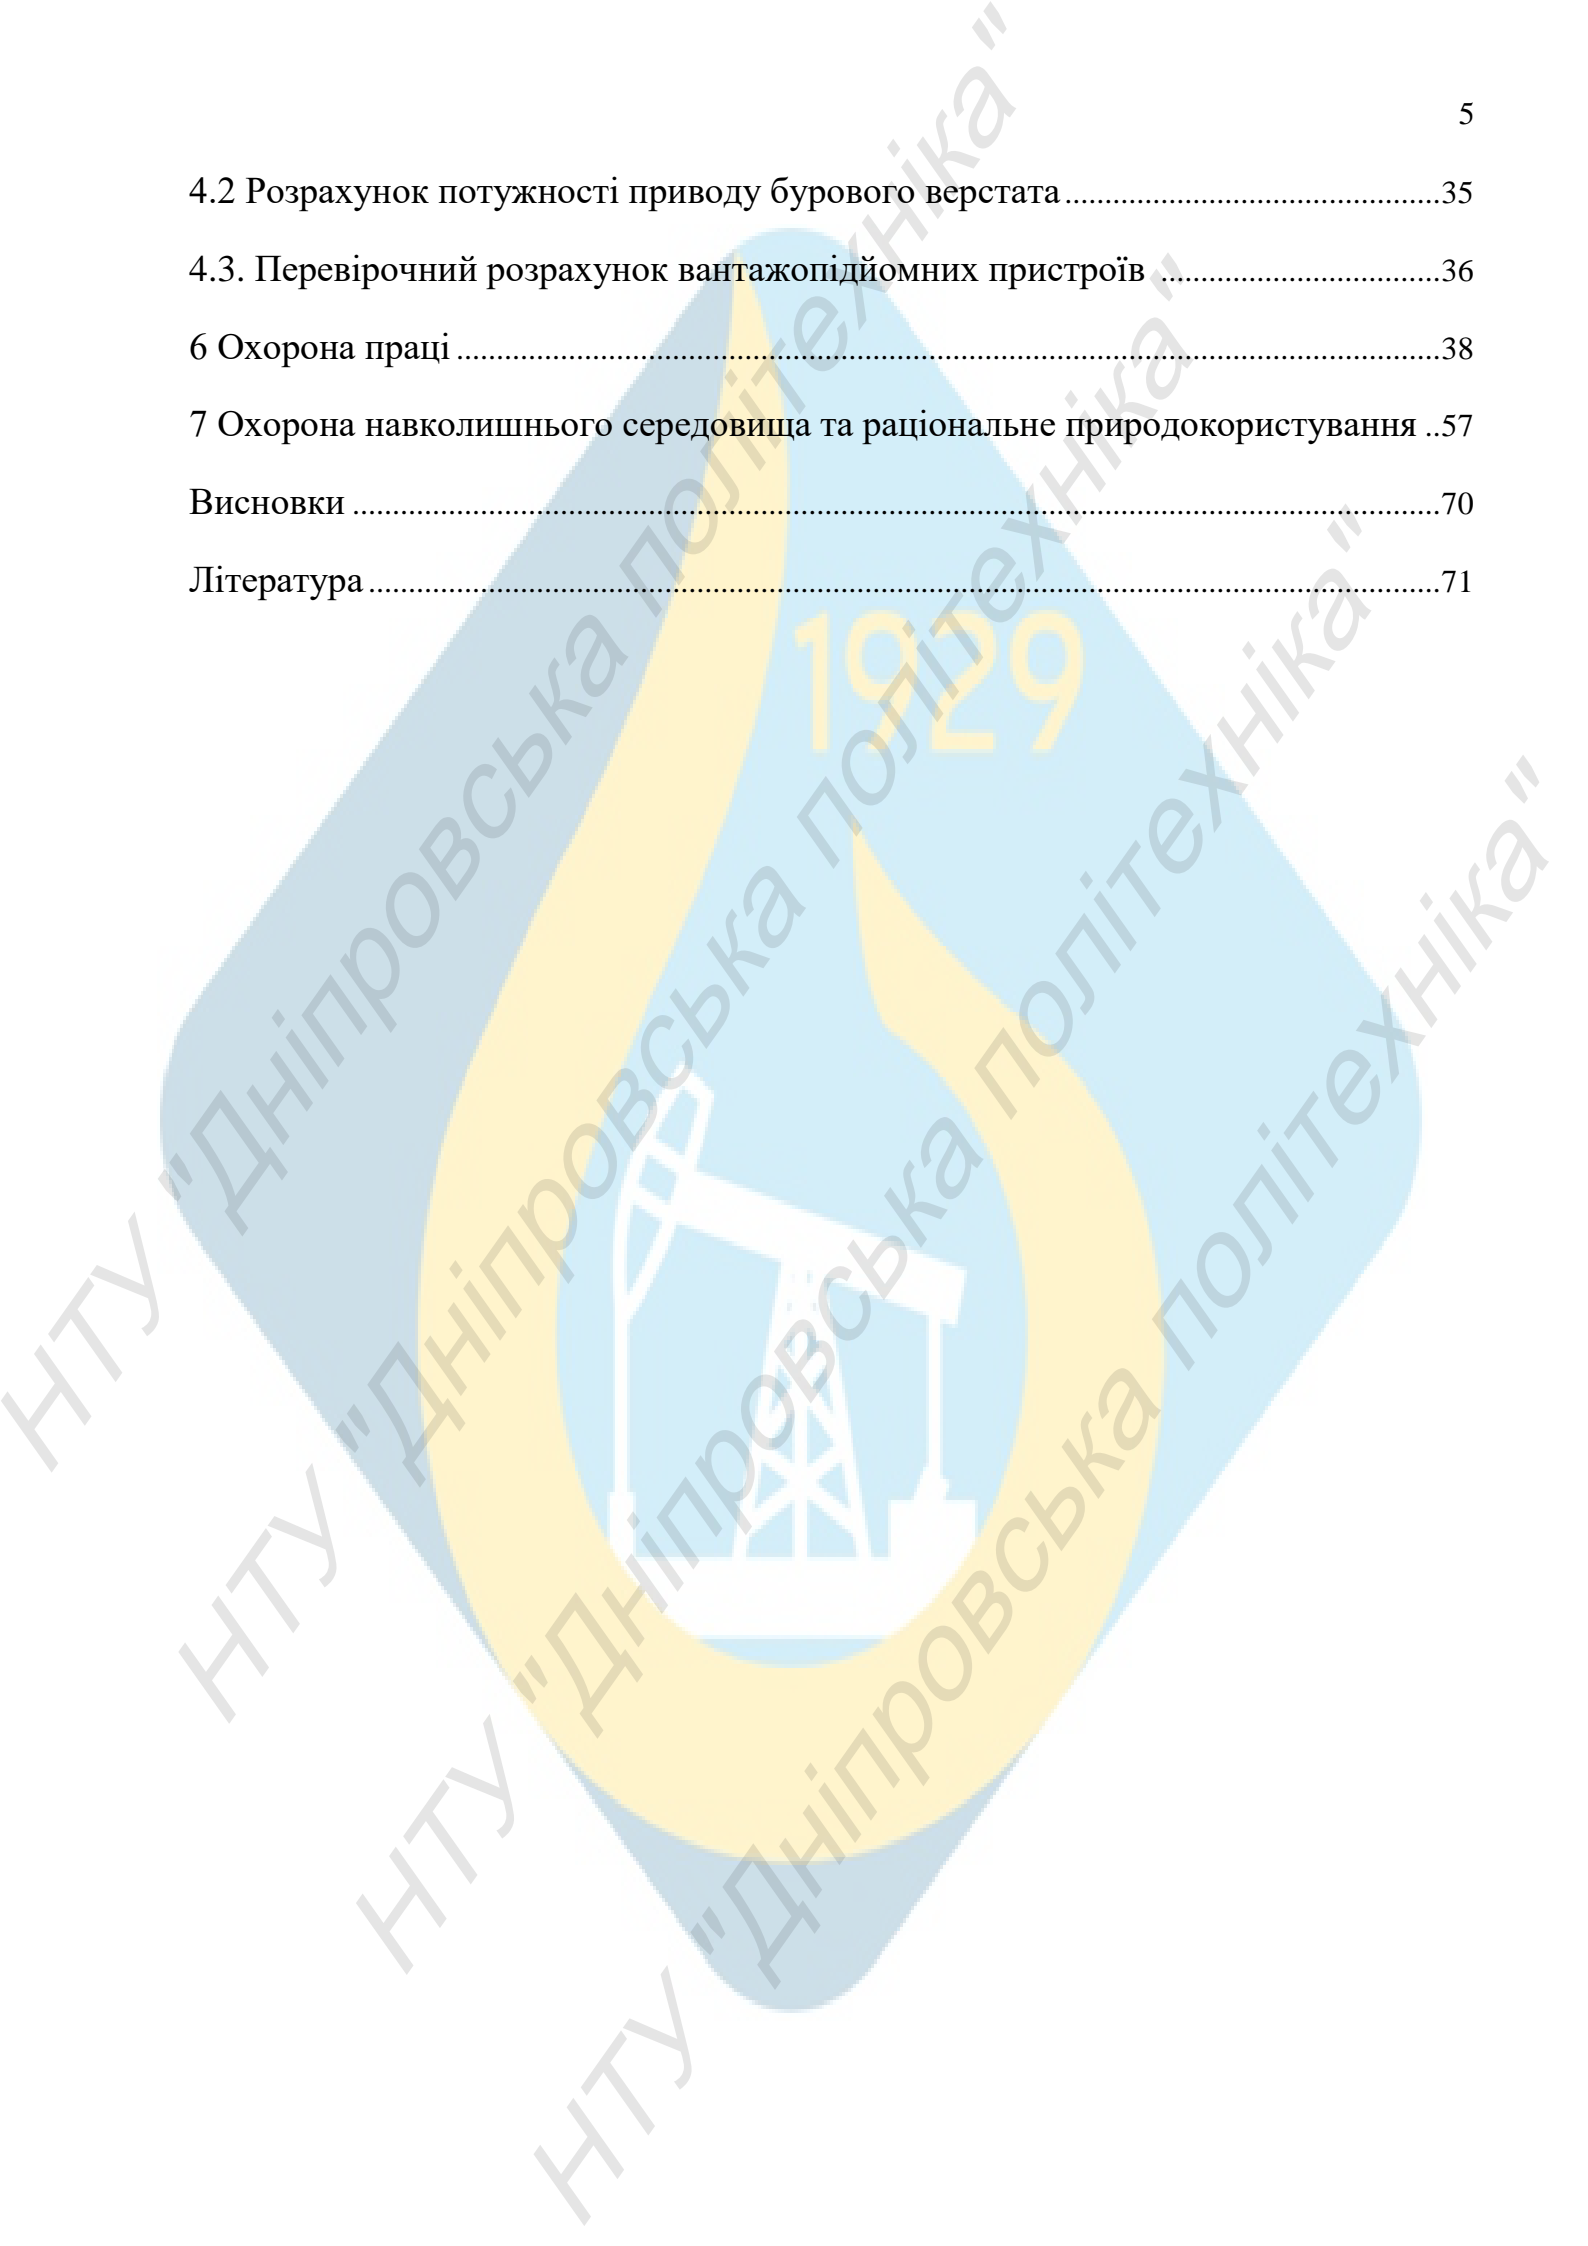 5
4.2 Розрахунок потужності приводу бурового верстата.............................................35
4.3. Перевірочний розрахунок вантажопідйомних пристроїв ..................................36
6 Охорона праці ..........................................................................................................38
7 Охорона навколишнього середовища та раціональне природокористування ..57
Висновки ....................................................................................................................70
Література...................................................................................................................71
1929
НТУ "Дніпровська політехніка"
НТУ "Дніпровська політехніка"
НТУ "Дніпровська політехніка"
НТУ "Дніпровська політехніка"